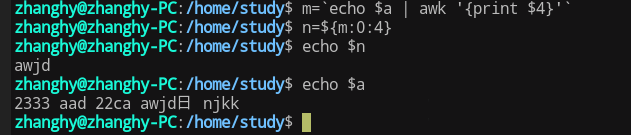 zhanghy@zhanghy-PC:/home/study$ m=`echo $a | awk '{print $4}'`
zhanghy@zhanghy-PC:/home/study$ n=${m:0:4}
zhanghy@zhanghy-PC:/home/study$ echo $n
awjd
zhanghy@zhanghy-PC:/home/study$ echo $a
2333 aad 22ca awjd日 njkk
zhanghy@zhanghy-PC:/home/study$